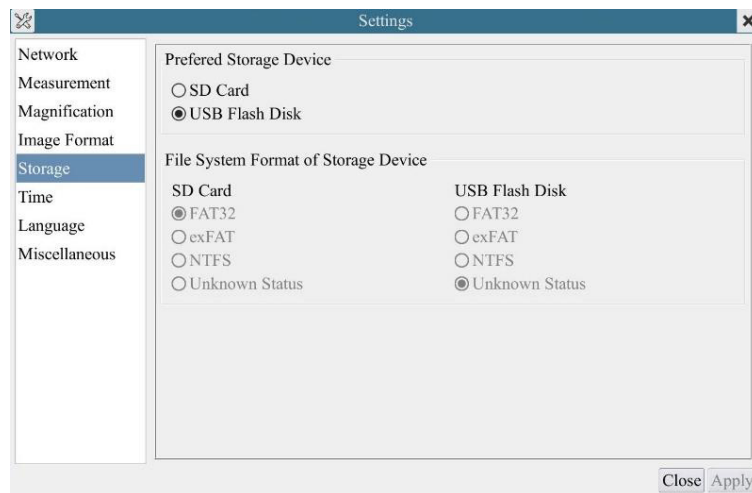 Settings
Network
Measurement
Magnification
Image Format
Storage
Time
Language
Miscellaneous
Prefered Storage Device
SD Card
USB Flash Disk
File System Format of Storage Device
SD Card
FAT32
exFAT
NTFS
Unknown Status
USB Flash Disk
FAT32
exFAT
NTFS
Unknown Status
Close
Apply